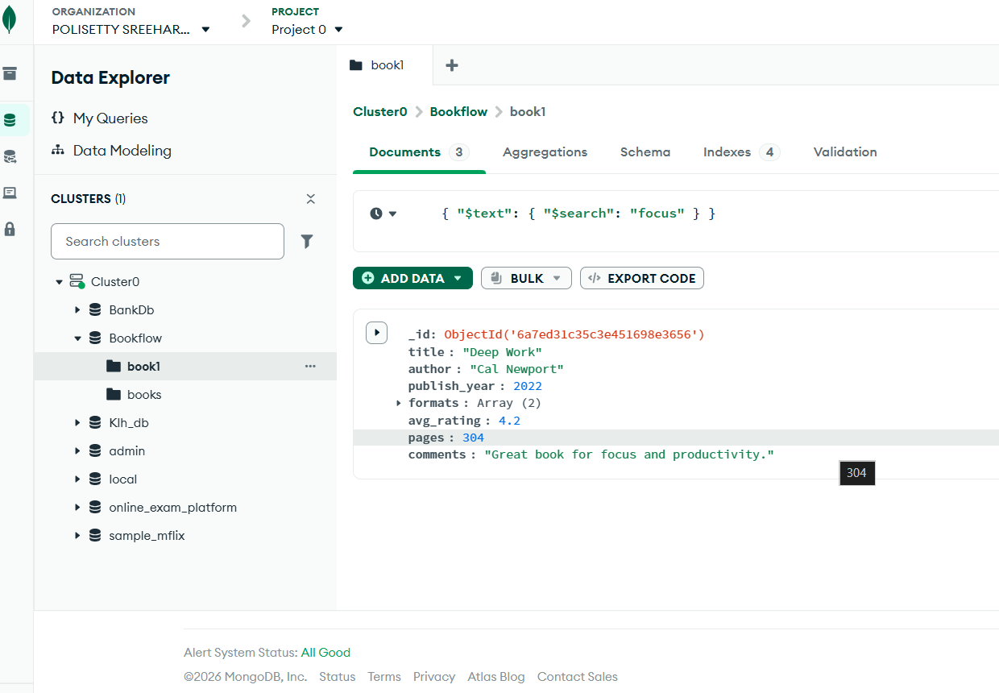 ORGANIZATION
POLISETTY SREEHAR...
PROJECT
Project 0
Data Explorer
My Queries
Data Modeling
CLUSTERS (1)
Search clusters
Cluster0
BankDb
Bookflow
book1
books
Klh_db
admin
local
online_exam_platform
sample_mflix
book1
Cluster0 > Bookflow > book1
Documents 3 Aggregations Schema Indexes 4 Validation
{ "$text": { "$search": "focus" } }
ADD DATA BULK </> EXPORT CODE
_id: ObjectId('6a7ed31c35c3e451698e3656')
title : "Deep Work"
author : "Cal Newport"
publish_year : 2022
formats : Array (2)
avg_rating : 4.2
pages : 304
comments : "Great book for focus and productivity."
304
Alert System Status: All Good
©2026 MongoDB, Inc. Status Terms Privacy Atlas Blog Contact Sales